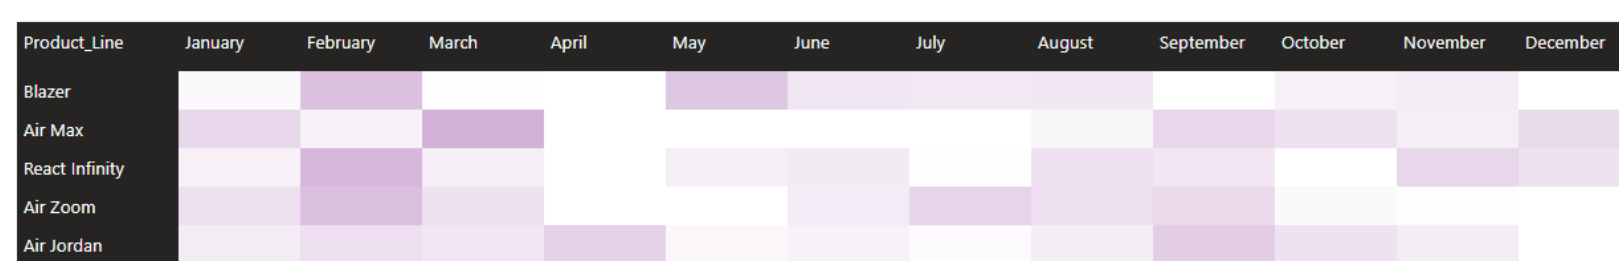 Product_Line January February March April May June July August September October November December
Blazer
Air Max
React Infinity
Air Zoom
Air Jordan